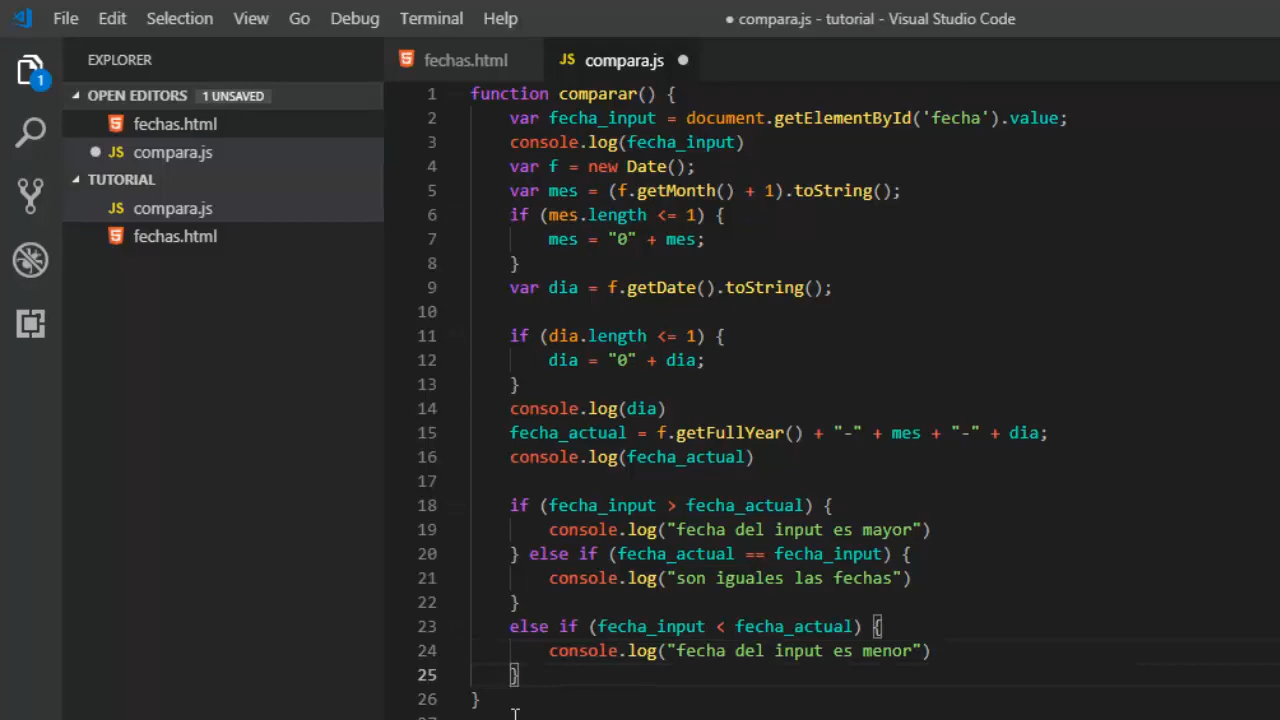 File Edit Selection View Go Debug Terminal Help ● compara.js - tutorial - Visual Studio Code
EXPLORER
fechas.html JS compara.js
1
OPEN EDITORS 1 UNSAVED
fechas.html
JS compara.js
TUTORIAL
JS compara.js
fechas.html
1 function comparar() {
2 var fecha_input = document.getElementById('fecha').value;
3 console.log(fecha_input)
4 var f = new Date();
5 var mes = (f.getMonth() + 1).toString();
6 if (mes.length <= 1) {
7 mes = "0" + mes;
8 }
9 var dia = f.getDate().toString();
10
11 if (dia.length <= 1) {
12 dia = "0" + dia;
13 }
14 console.log(dia)
15 fecha_actual = f.getFullYear() + "-" + mes + "-" + dia;
16 console.log(fecha_actual)
17
18 if (fecha_input > fecha_actual) {
19 console.log("fecha del input es mayor")
20 } else if (fecha_actual == fecha_input) {
21 console.log("son iguales las fechas")
22 }
23 else if (fecha_input < fecha_actual) {
24 console.log("fecha del input es menor")
25 }
26 }